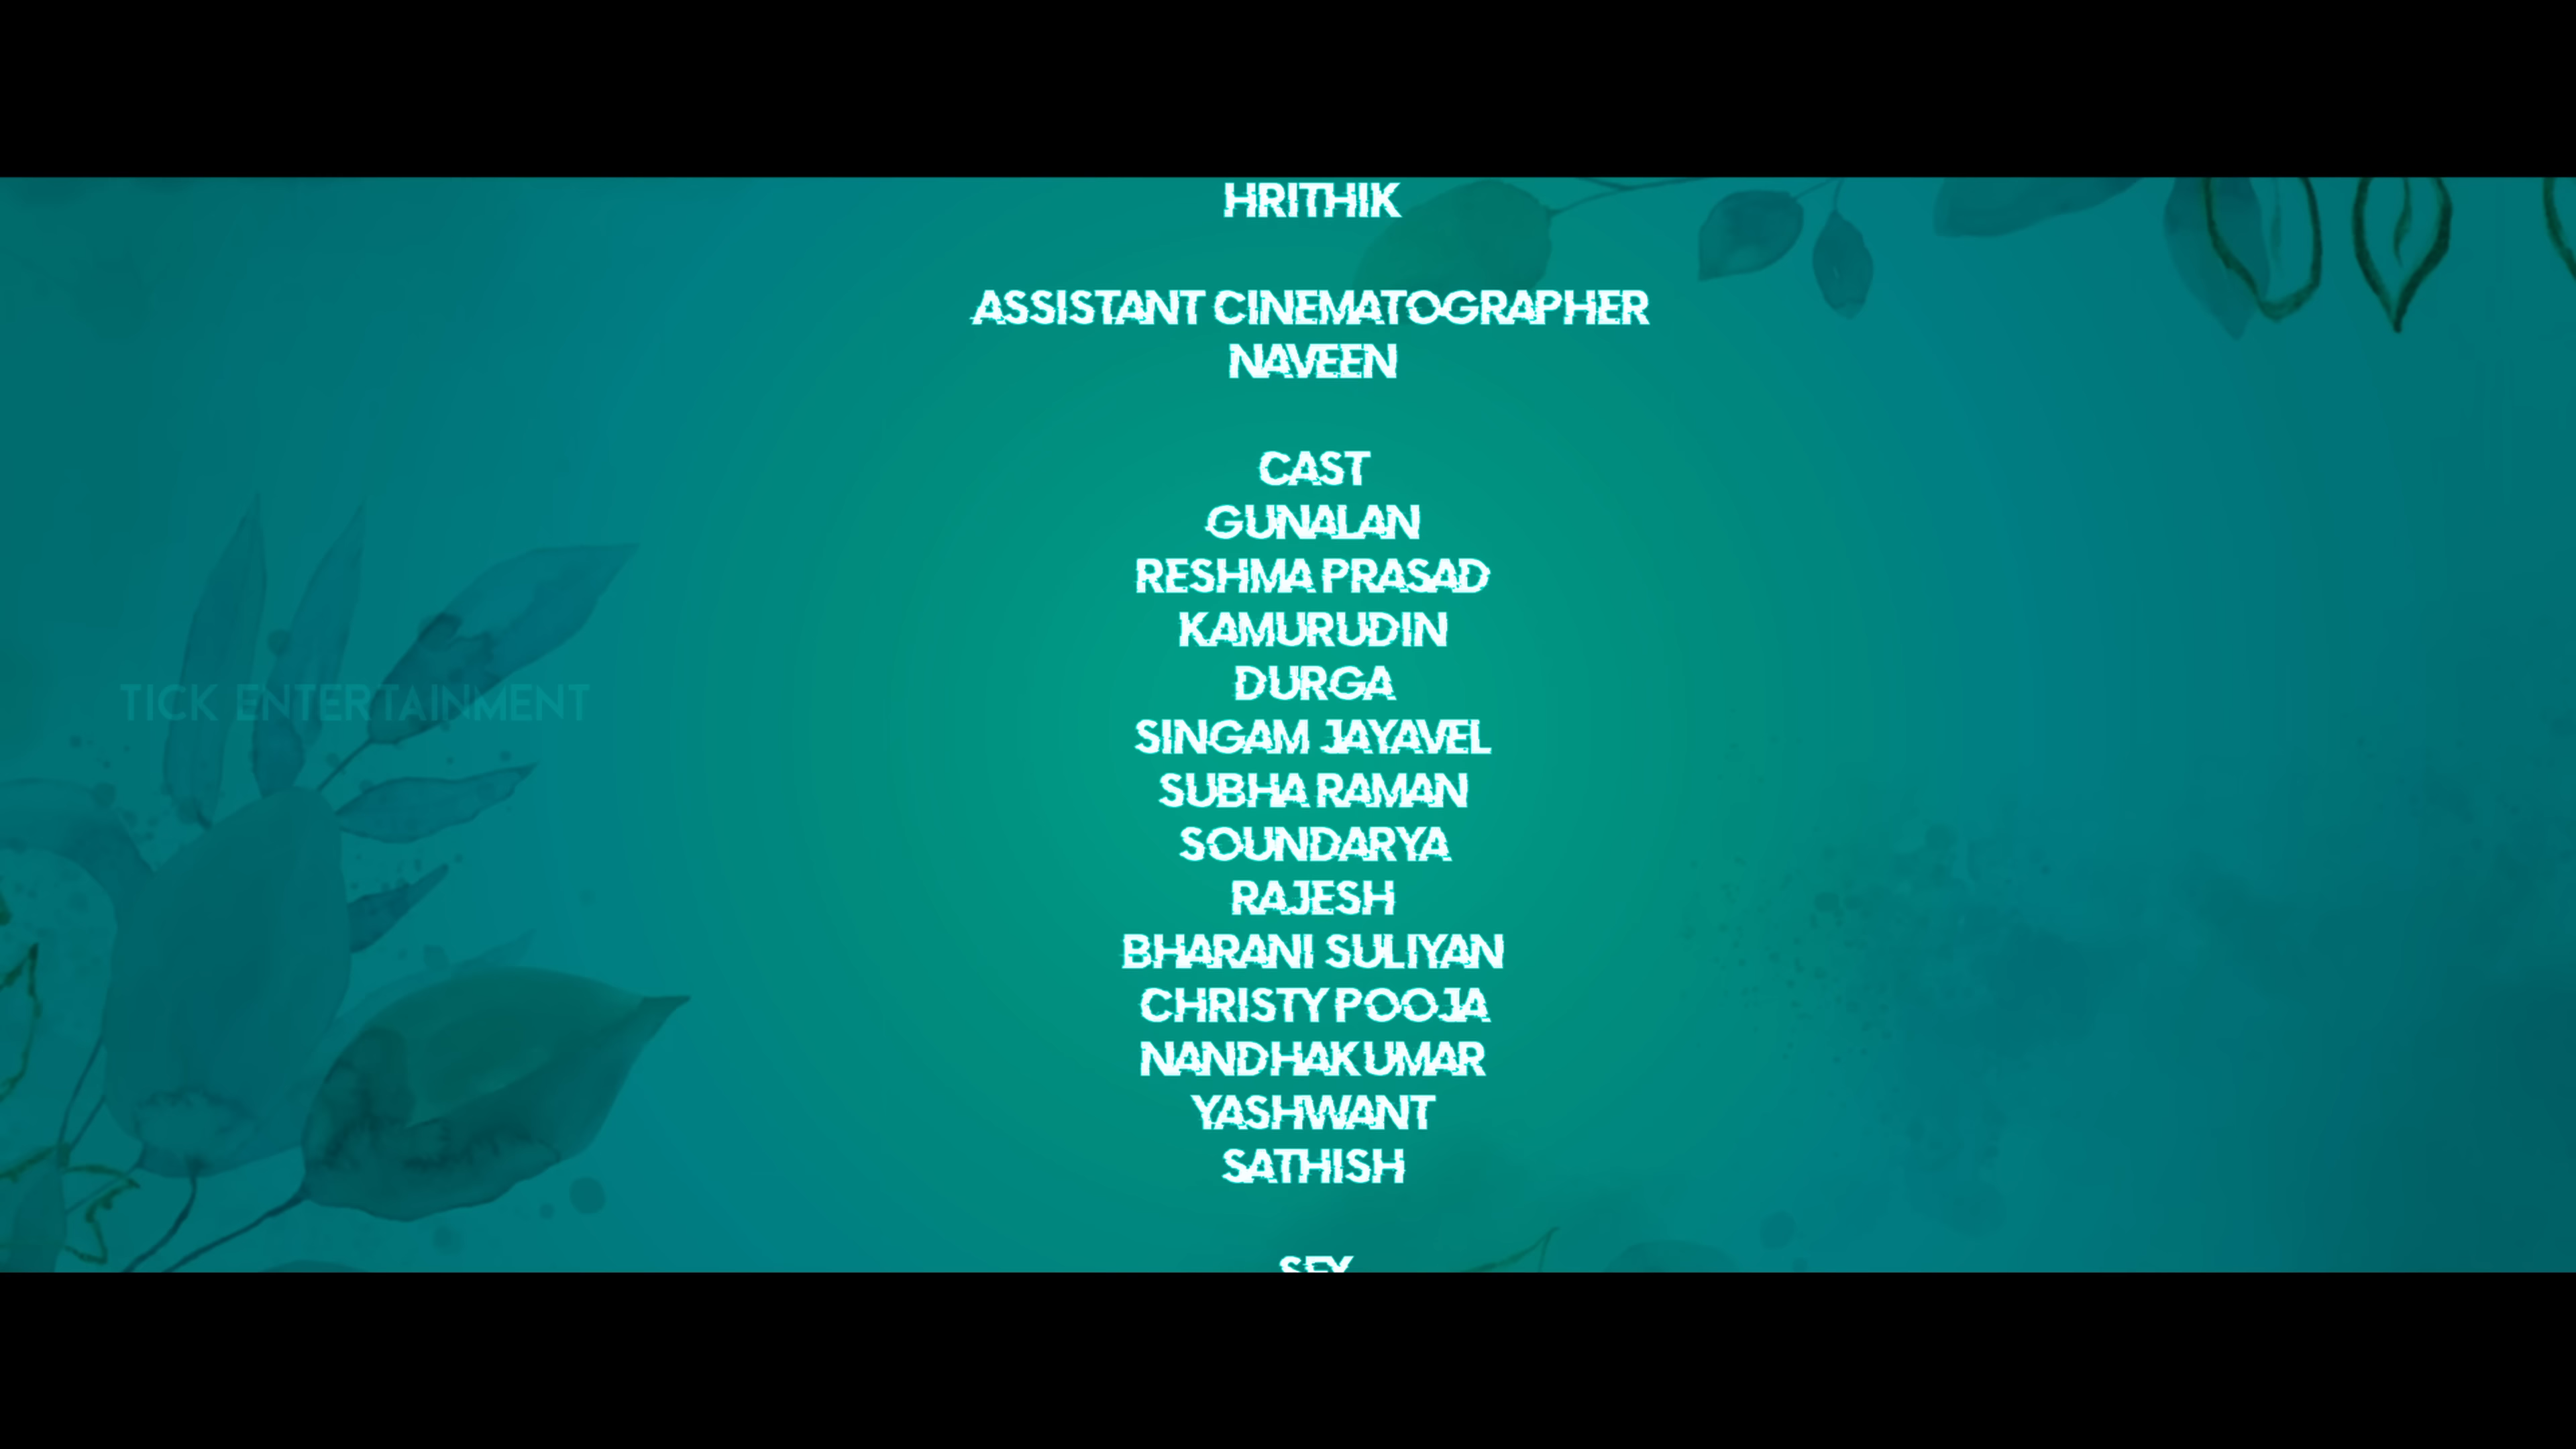 HRITHIK
ASSISTANT CINEMATOGRAPHER
NAVEEN
CAST
GUNALAN
RESHMA PRASAD
KAMURUDIN
DURGA
TICK ENTERTAINMENT
SINGAM JAYAVEL
SUBHA RAMAN
SOUNDARYA
RAJESH
BHARANI SULIYAN
CHRISTY POOJA
NANDHAKUMAR
YASHWANT
SATHISH
SFX